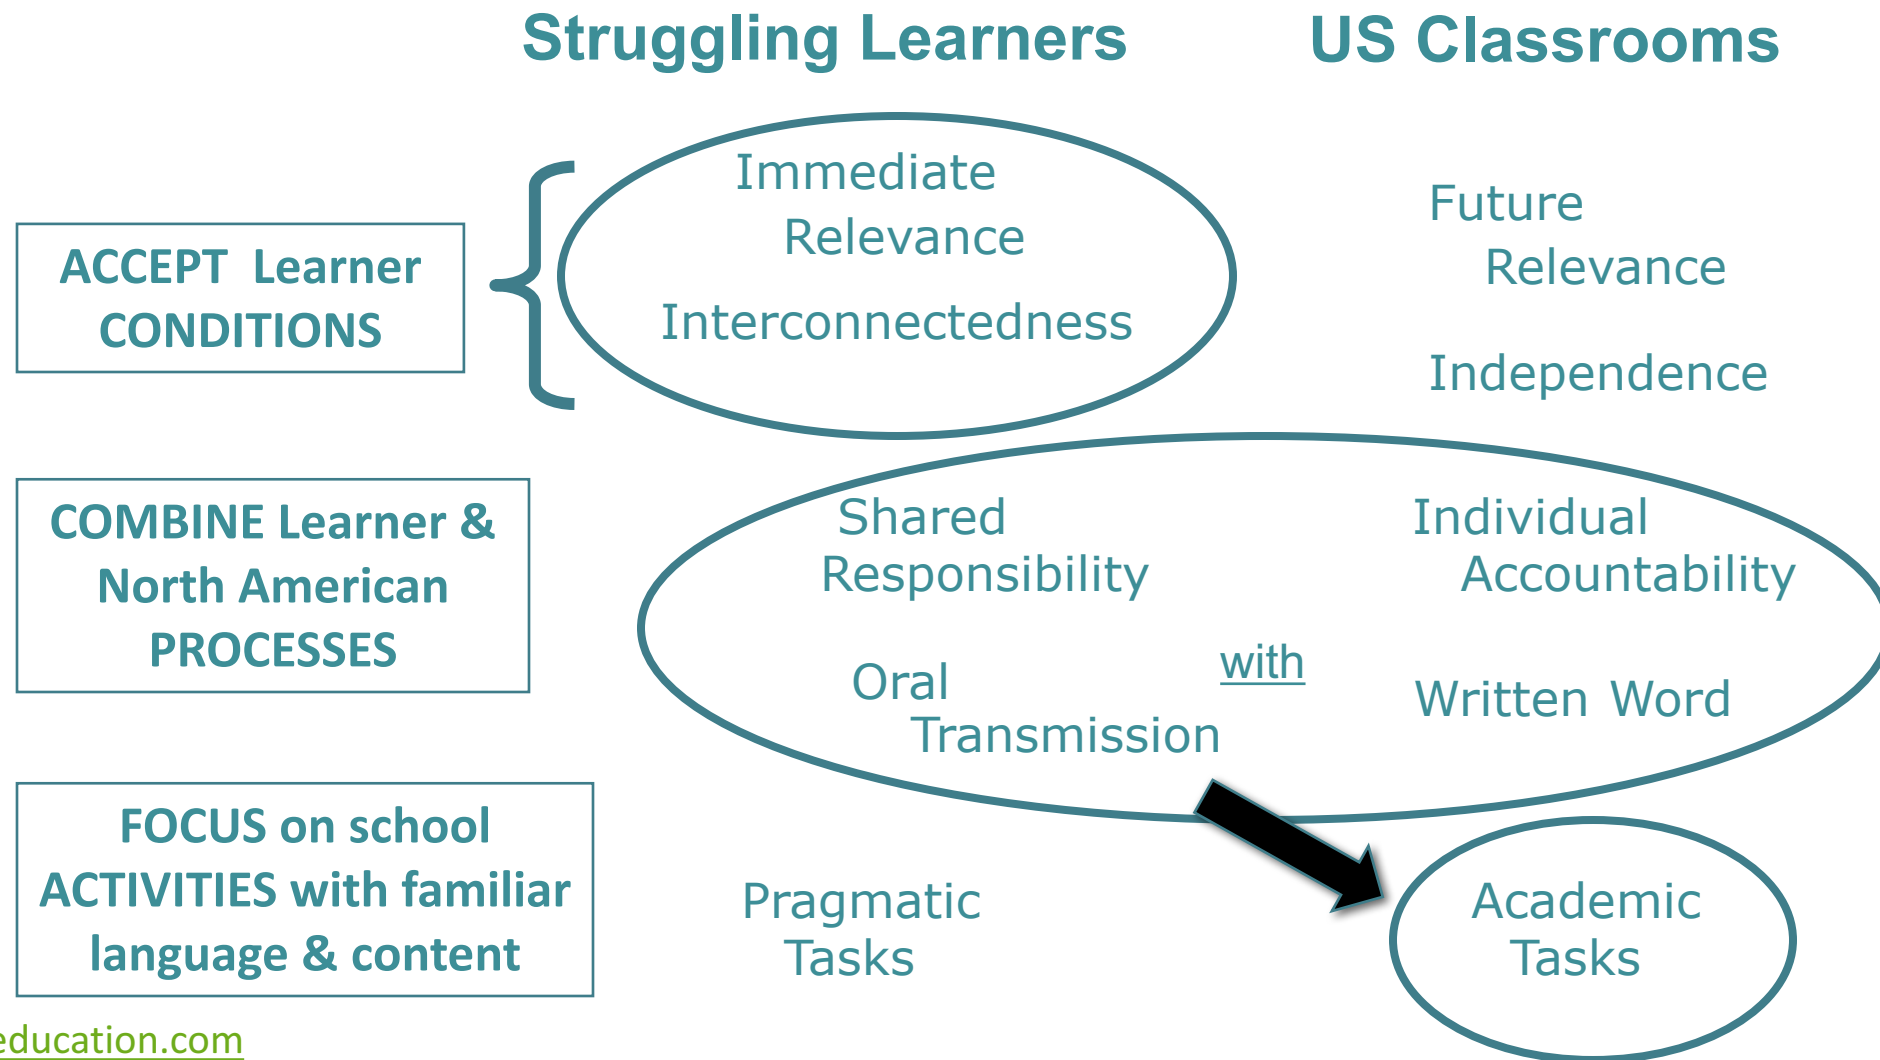 Struggling Learners
US Classrooms
ACCEPT Learner
CONDITIONS
Immediate
Relevance
Interconnectedness
Future
Relevance
Independence
COMBINE Learner &
North American
PROCESSES
Shared
Responsibility
Oral
Transmission
with
Individual
Accountability
Written Word
FOCUS on school
ACTIVITIES with familiar
language & content
Pragmatic
Tasks
Academic
Tasks
education.com